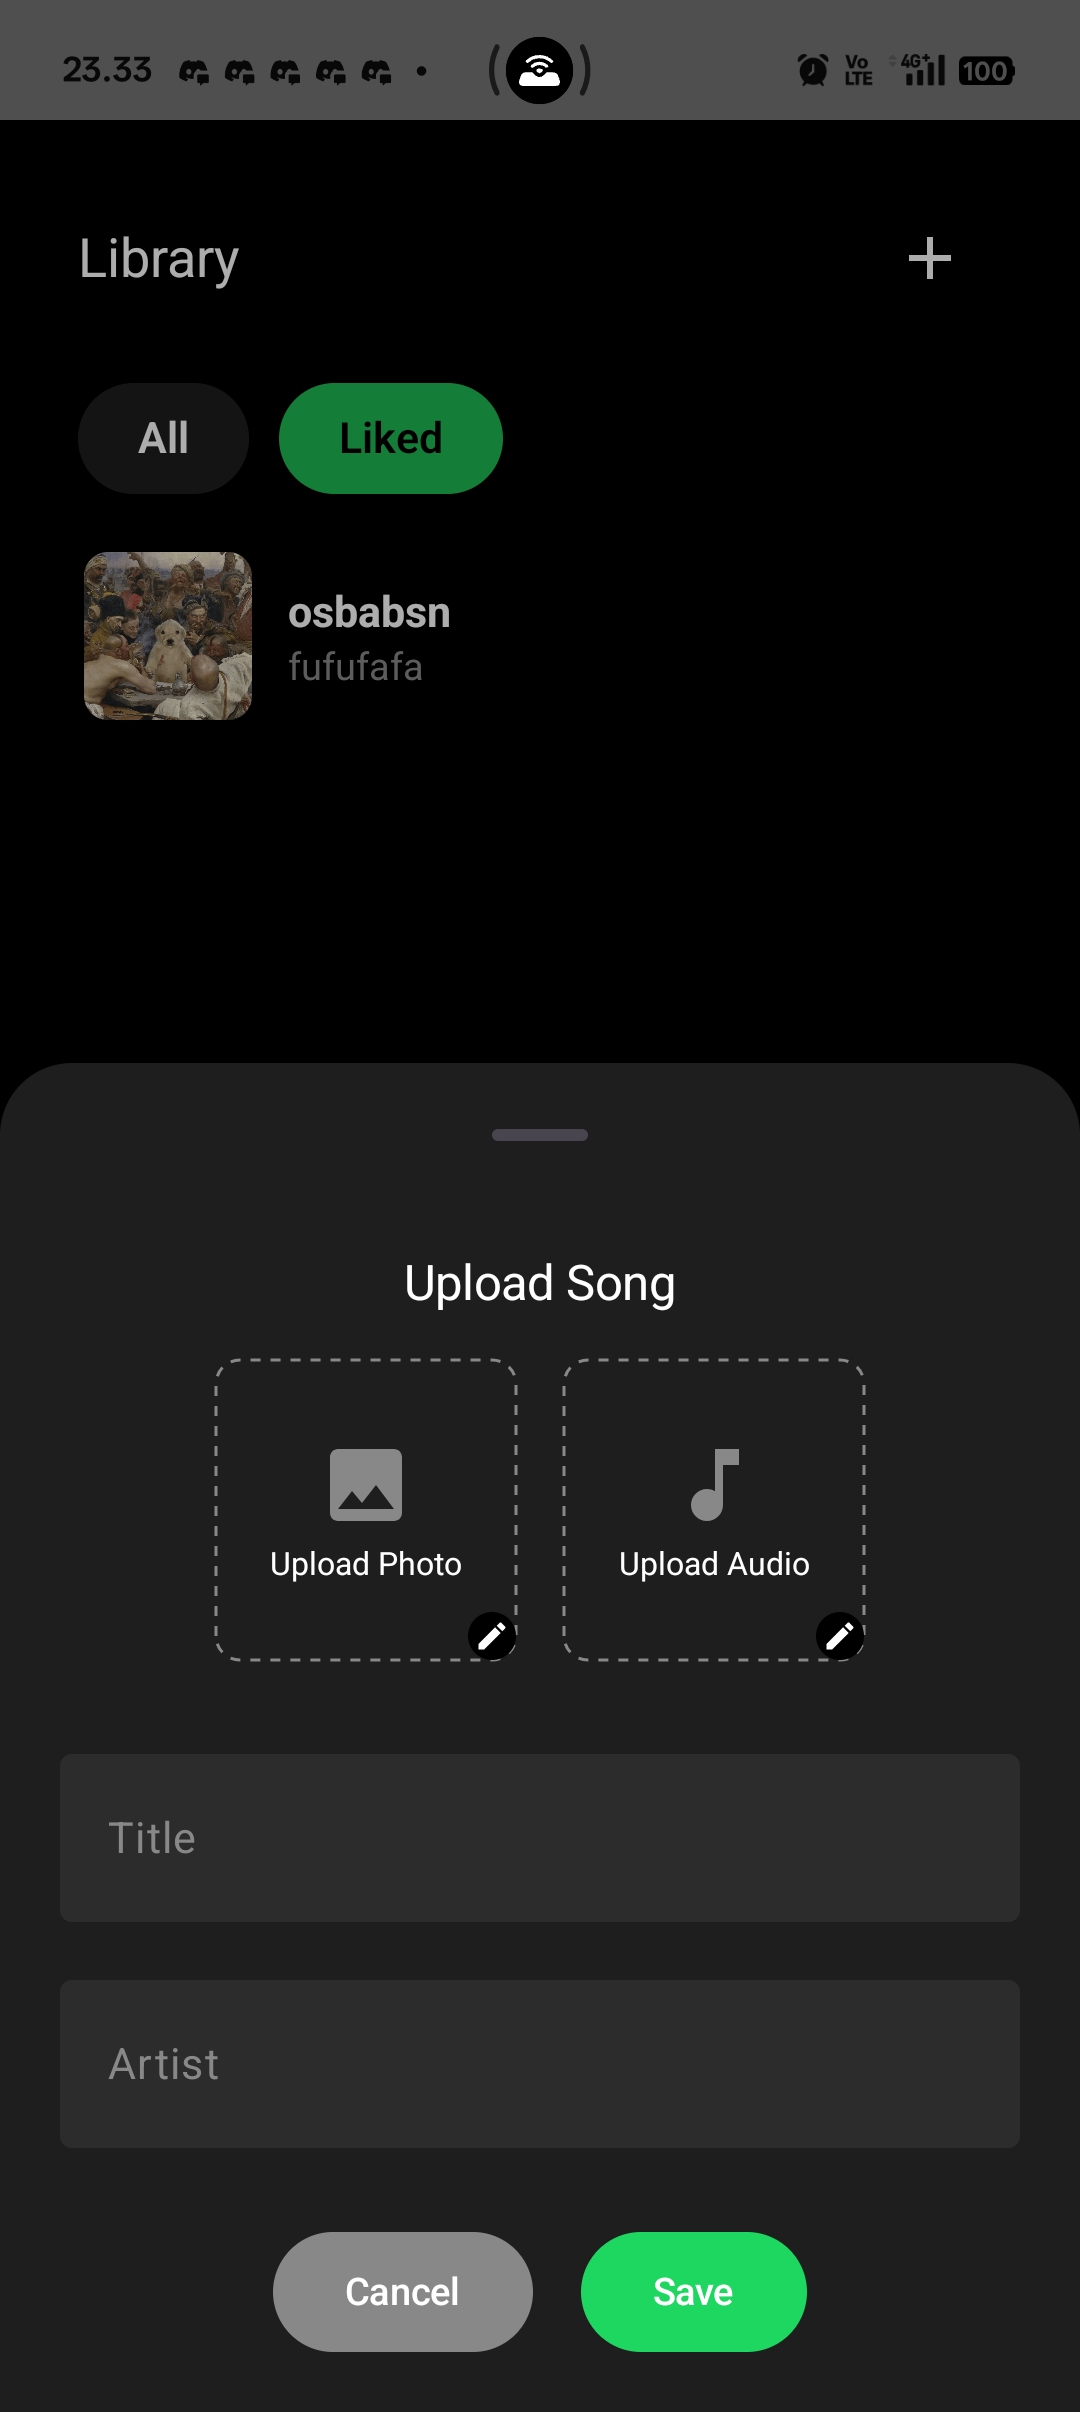 23.33
Vo
LTE
4G+
100
Library
All
Liked
osbabsn
fufufafa
Upload Song
Upload Photo
Upload Audio
Title
Artist
Cancel
Save